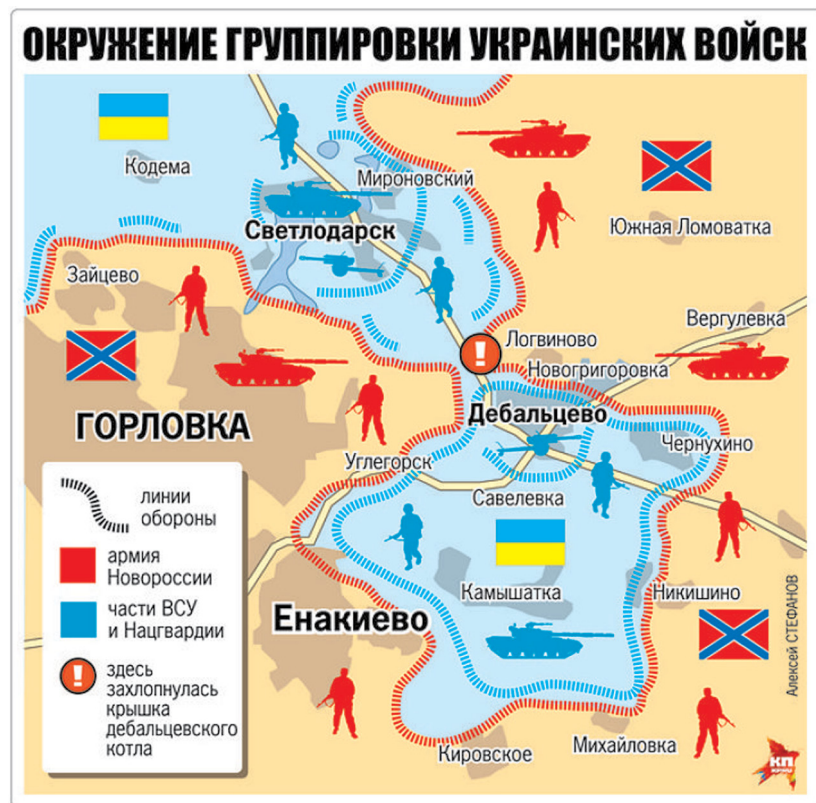 ОКРУЖЕНИЕ ГРУППИРОВКИ УКРАИНСКИХ ВОЙСК
Кодема
Мироновский
Светлодарск
Южная Ломоватка
Зайцево
Вергулевка
Логвиново
Новогригоровка
Дебальцево
ГОРЛОВКА
Чернухино
Углегорск
Савелевка
линии
обороны
армия
Новороссии
Камышатка
Никишино
части ВСУ
и Нацгвардии
Енакиево
здесь
захлопнулась
крышка
дебальцевского
котла
Кировское
Михайловка
Алексей СТЕФАНОВ
КП